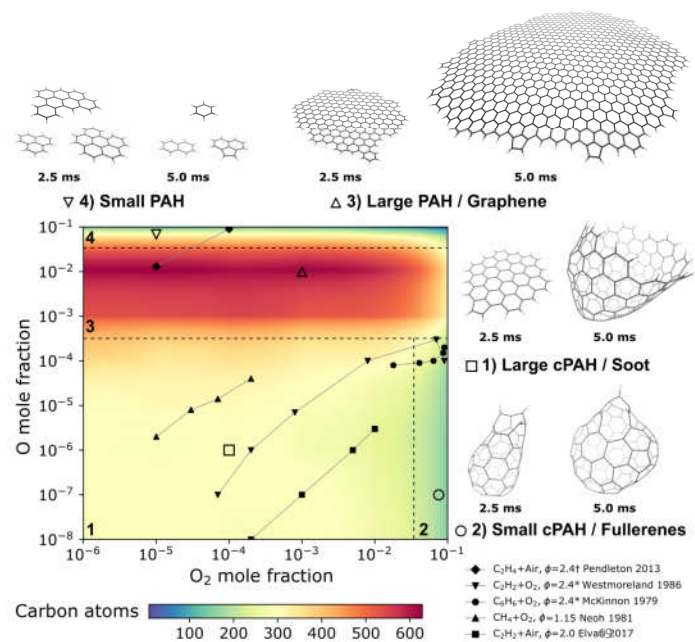 2.5 ms
5.0 ms
2.5 ms
5.0 ms
▽ 4) Small PAH
△ 3) Large PAH / Graphene
10⁻¹
4
10⁻²
10⁻³
3
10⁻⁴
10⁻⁵
10⁻⁶
10⁻⁷
1
2
10⁻⁸
O mole fraction
10⁻⁶
10⁻⁵
10⁻⁴
10⁻³
10⁻²
10⁻¹
O₂ mole fraction
2.5 ms
5.0 ms
□ 1) Large cPAH / Soot
2.5 ms
5.0 ms
○ 2) Small cPAH / Fullerenes
Carbon atoms
100 200 300 400 500 600
C₂H₄+Air, ϕ=2.4† Pendleton 2013
C₂H₂+O₂, ϕ=2.4* Westmoreland 1986
C₆H₆+O₂, ϕ=2.4* McKinnon 1979
CH₄+O₂, ϕ=1.15 Neoh 1981
+Air, ϕ=2.0
2017